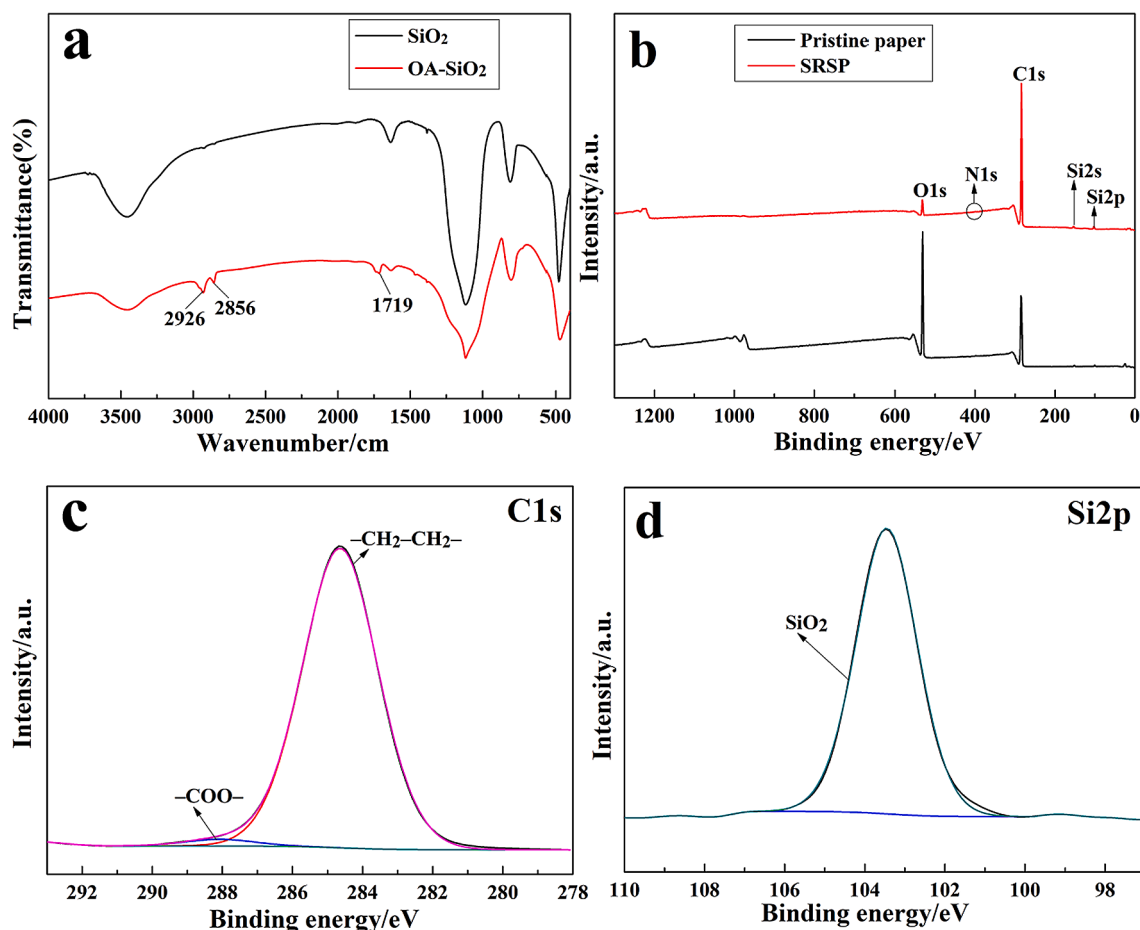 a
SiO2
OA-SiO2
2926
2856
1719
Transmittance(%)
4000 3500 3000 2500 2000 1500 1000 500
Wavenumber/cm
b
Pristine paper
SRSP
C1s
O1s
N1s
Si2s
Si2p
Intensity/a.u.
1200 1000 800 600 400 200 0
Binding energy/eV
c
C1s
–CH2–CH2–
–COO–
Intensity/a.u.
292 290 288 286 284 282 280 278
Binding energy/eV
d
Si2p
SiO2
Intensity/a.u.
110 108 106 104 102 100 98
Binding energy/eV